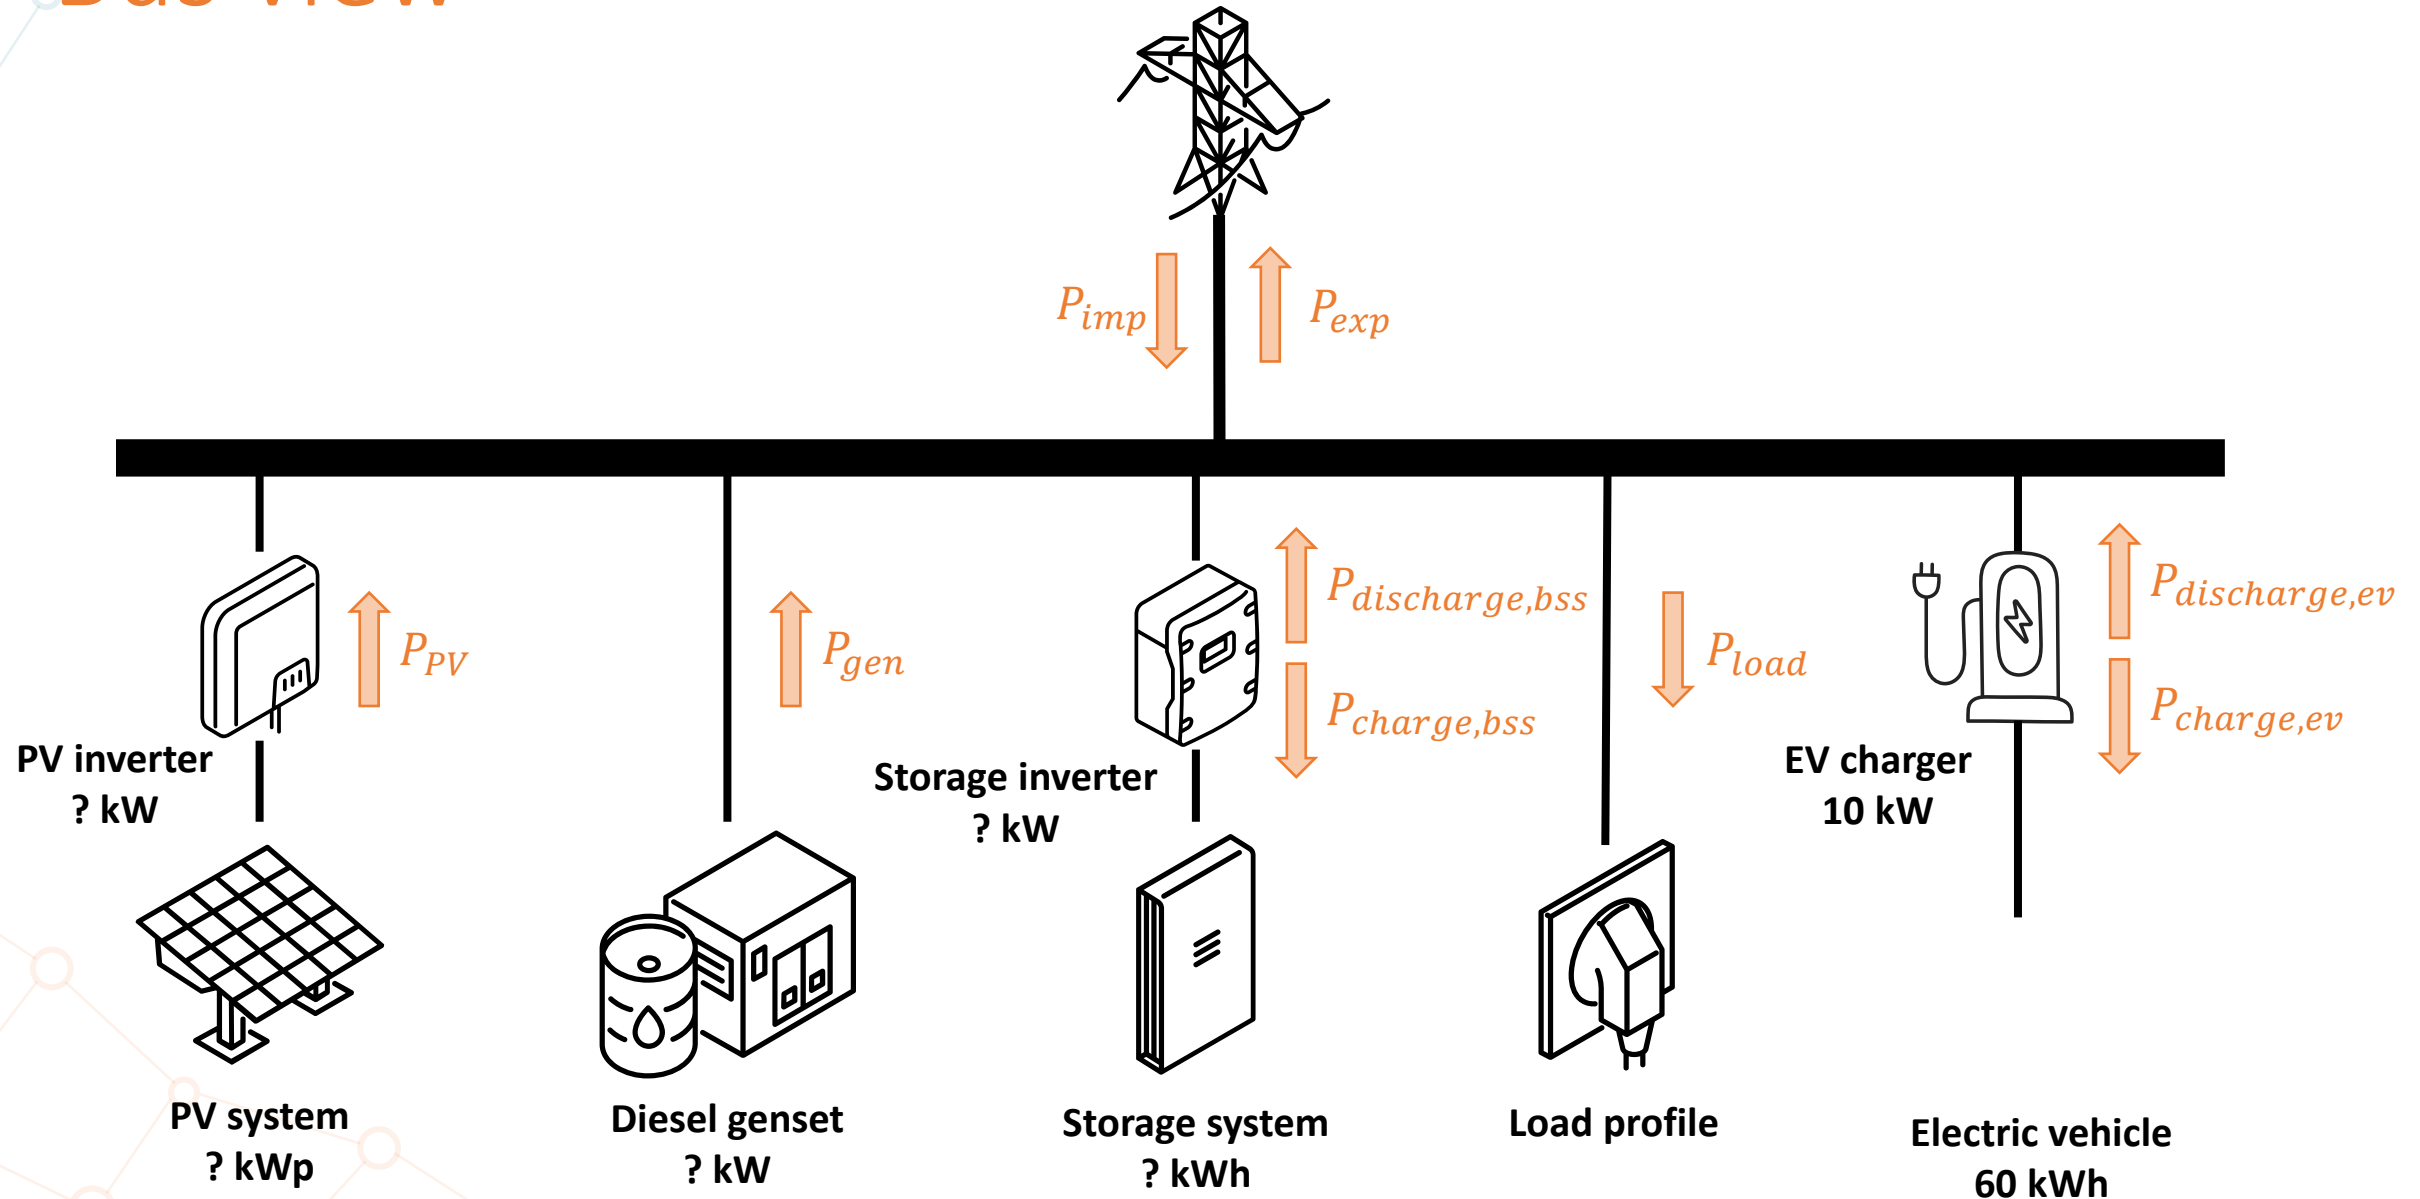 Bus view
P_imp
P_exp
P_PV
P_gen
P_discharge,bss
P_charge,bss
P_load
P_discharge,ev
P_charge,ev
PV inverter
? kW
Storage inverter
? kW
EV charger
10 kW
PV system
? kWp
Diesel genset
? kW
Storage system
? kWh
Load profile
Electric vehicle
60 kWh